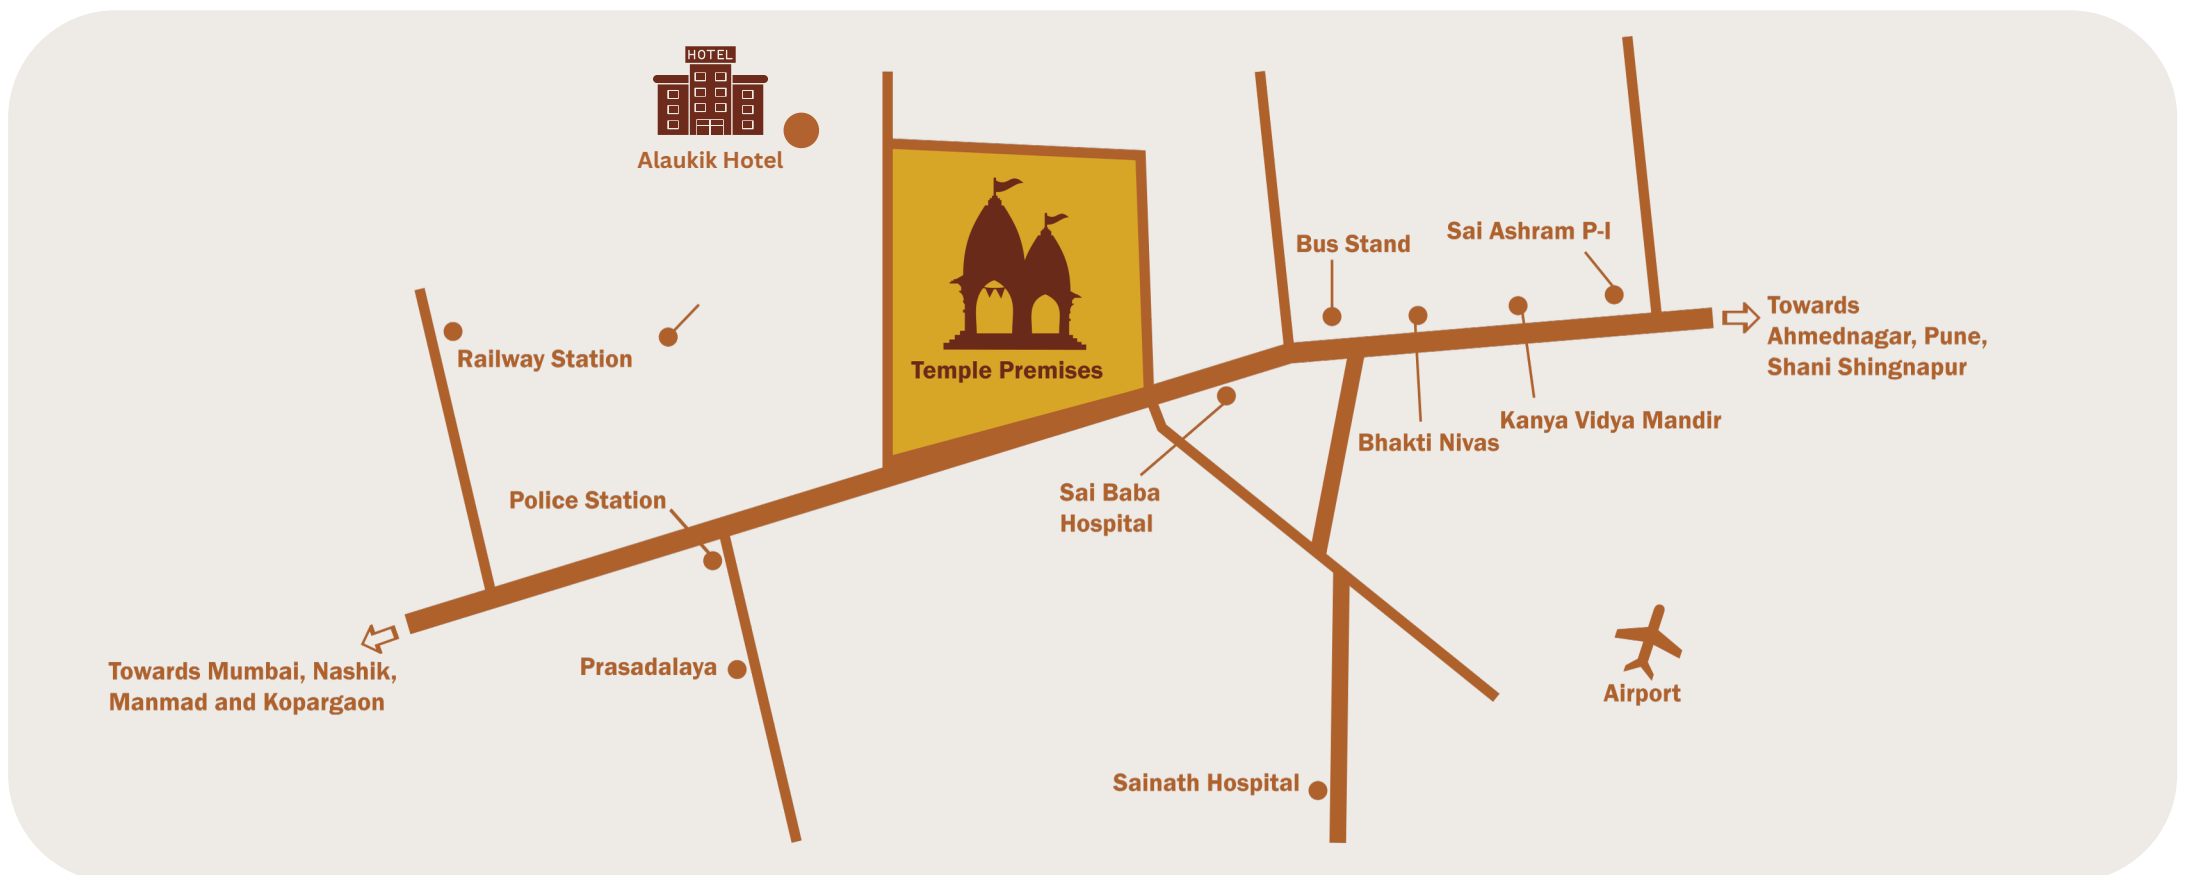 HOTEL
Alaukik Hotel
Temple Premises
Bus Stand
Sai Ashram P-I
Towards
Ahmednagar, Pune,
Shani Shingnapur
Railway Station
Kanya Vidya Mandir
Bhakti Nivas
Sai Baba
Hospital
Police Station
Towards Mumbai, Nashik,
Manmad and Kopargaon
Prasadalaya
Airport
Sainath Hospital